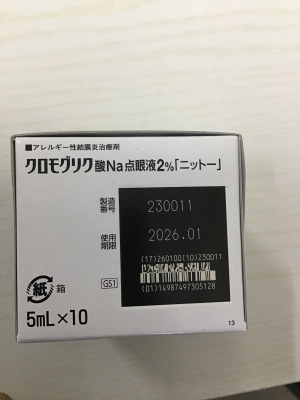 ■アレルギー性結膜炎治療剤
クロモグリク酸Na点眼液2%「ニットー」
製造番号 230011
使用期限 2026.01
(17)260100(10)230011
(01)14987497305128
GS1
紙 箱
5mL×10
13